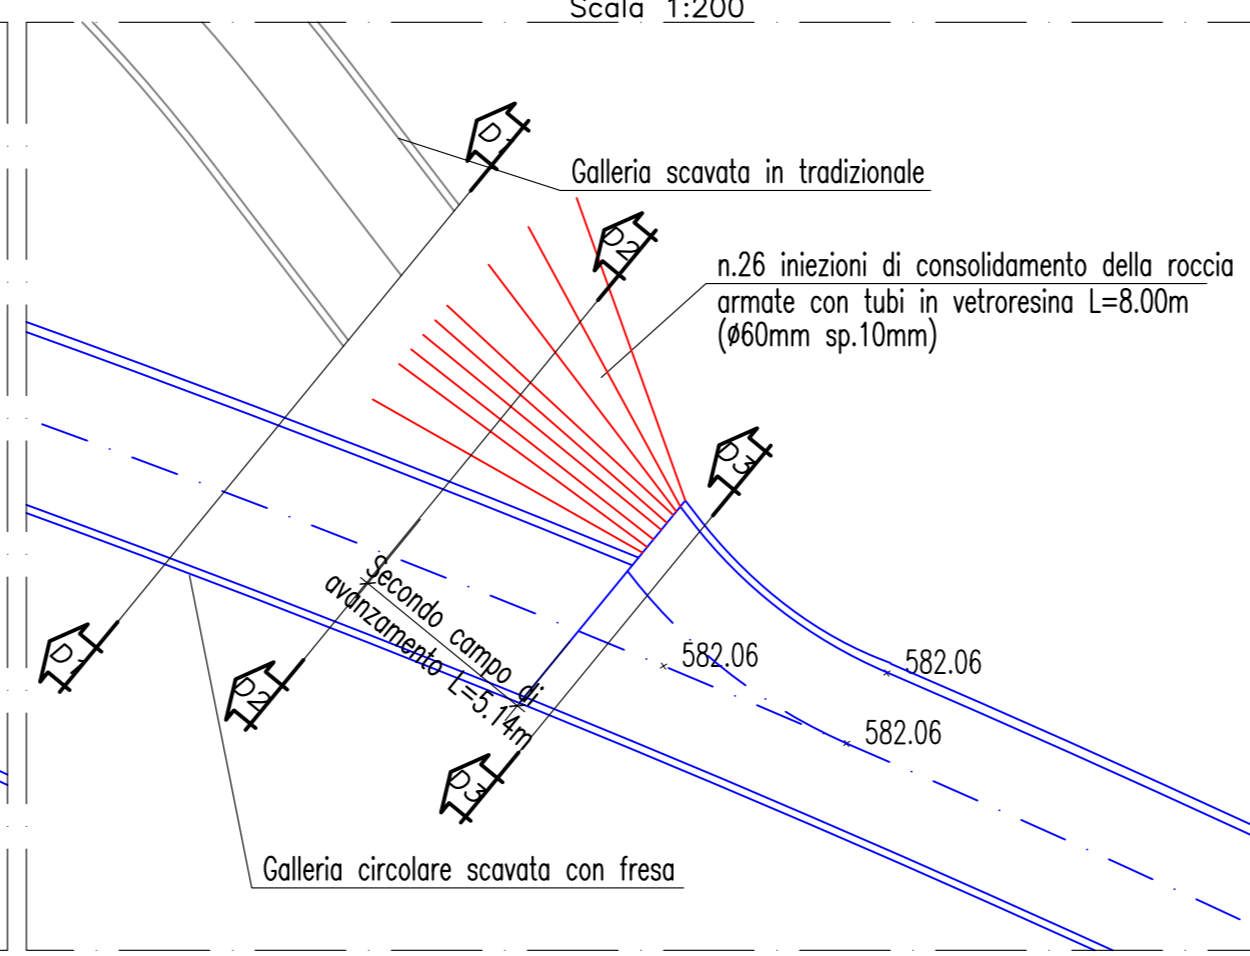 Scala 1:200
Galleria scavata in tradizionale
D2
n.26 iniezioni di consolidamento della roccia
armate con tubi in vetroresina L=8.00m
(ø60mm sp.10mm)
D3
Secondo campo di
avanzamento L=5.14m
582.06
582.06
582.06
D2
D3
Galleria circolare scavata con fresa